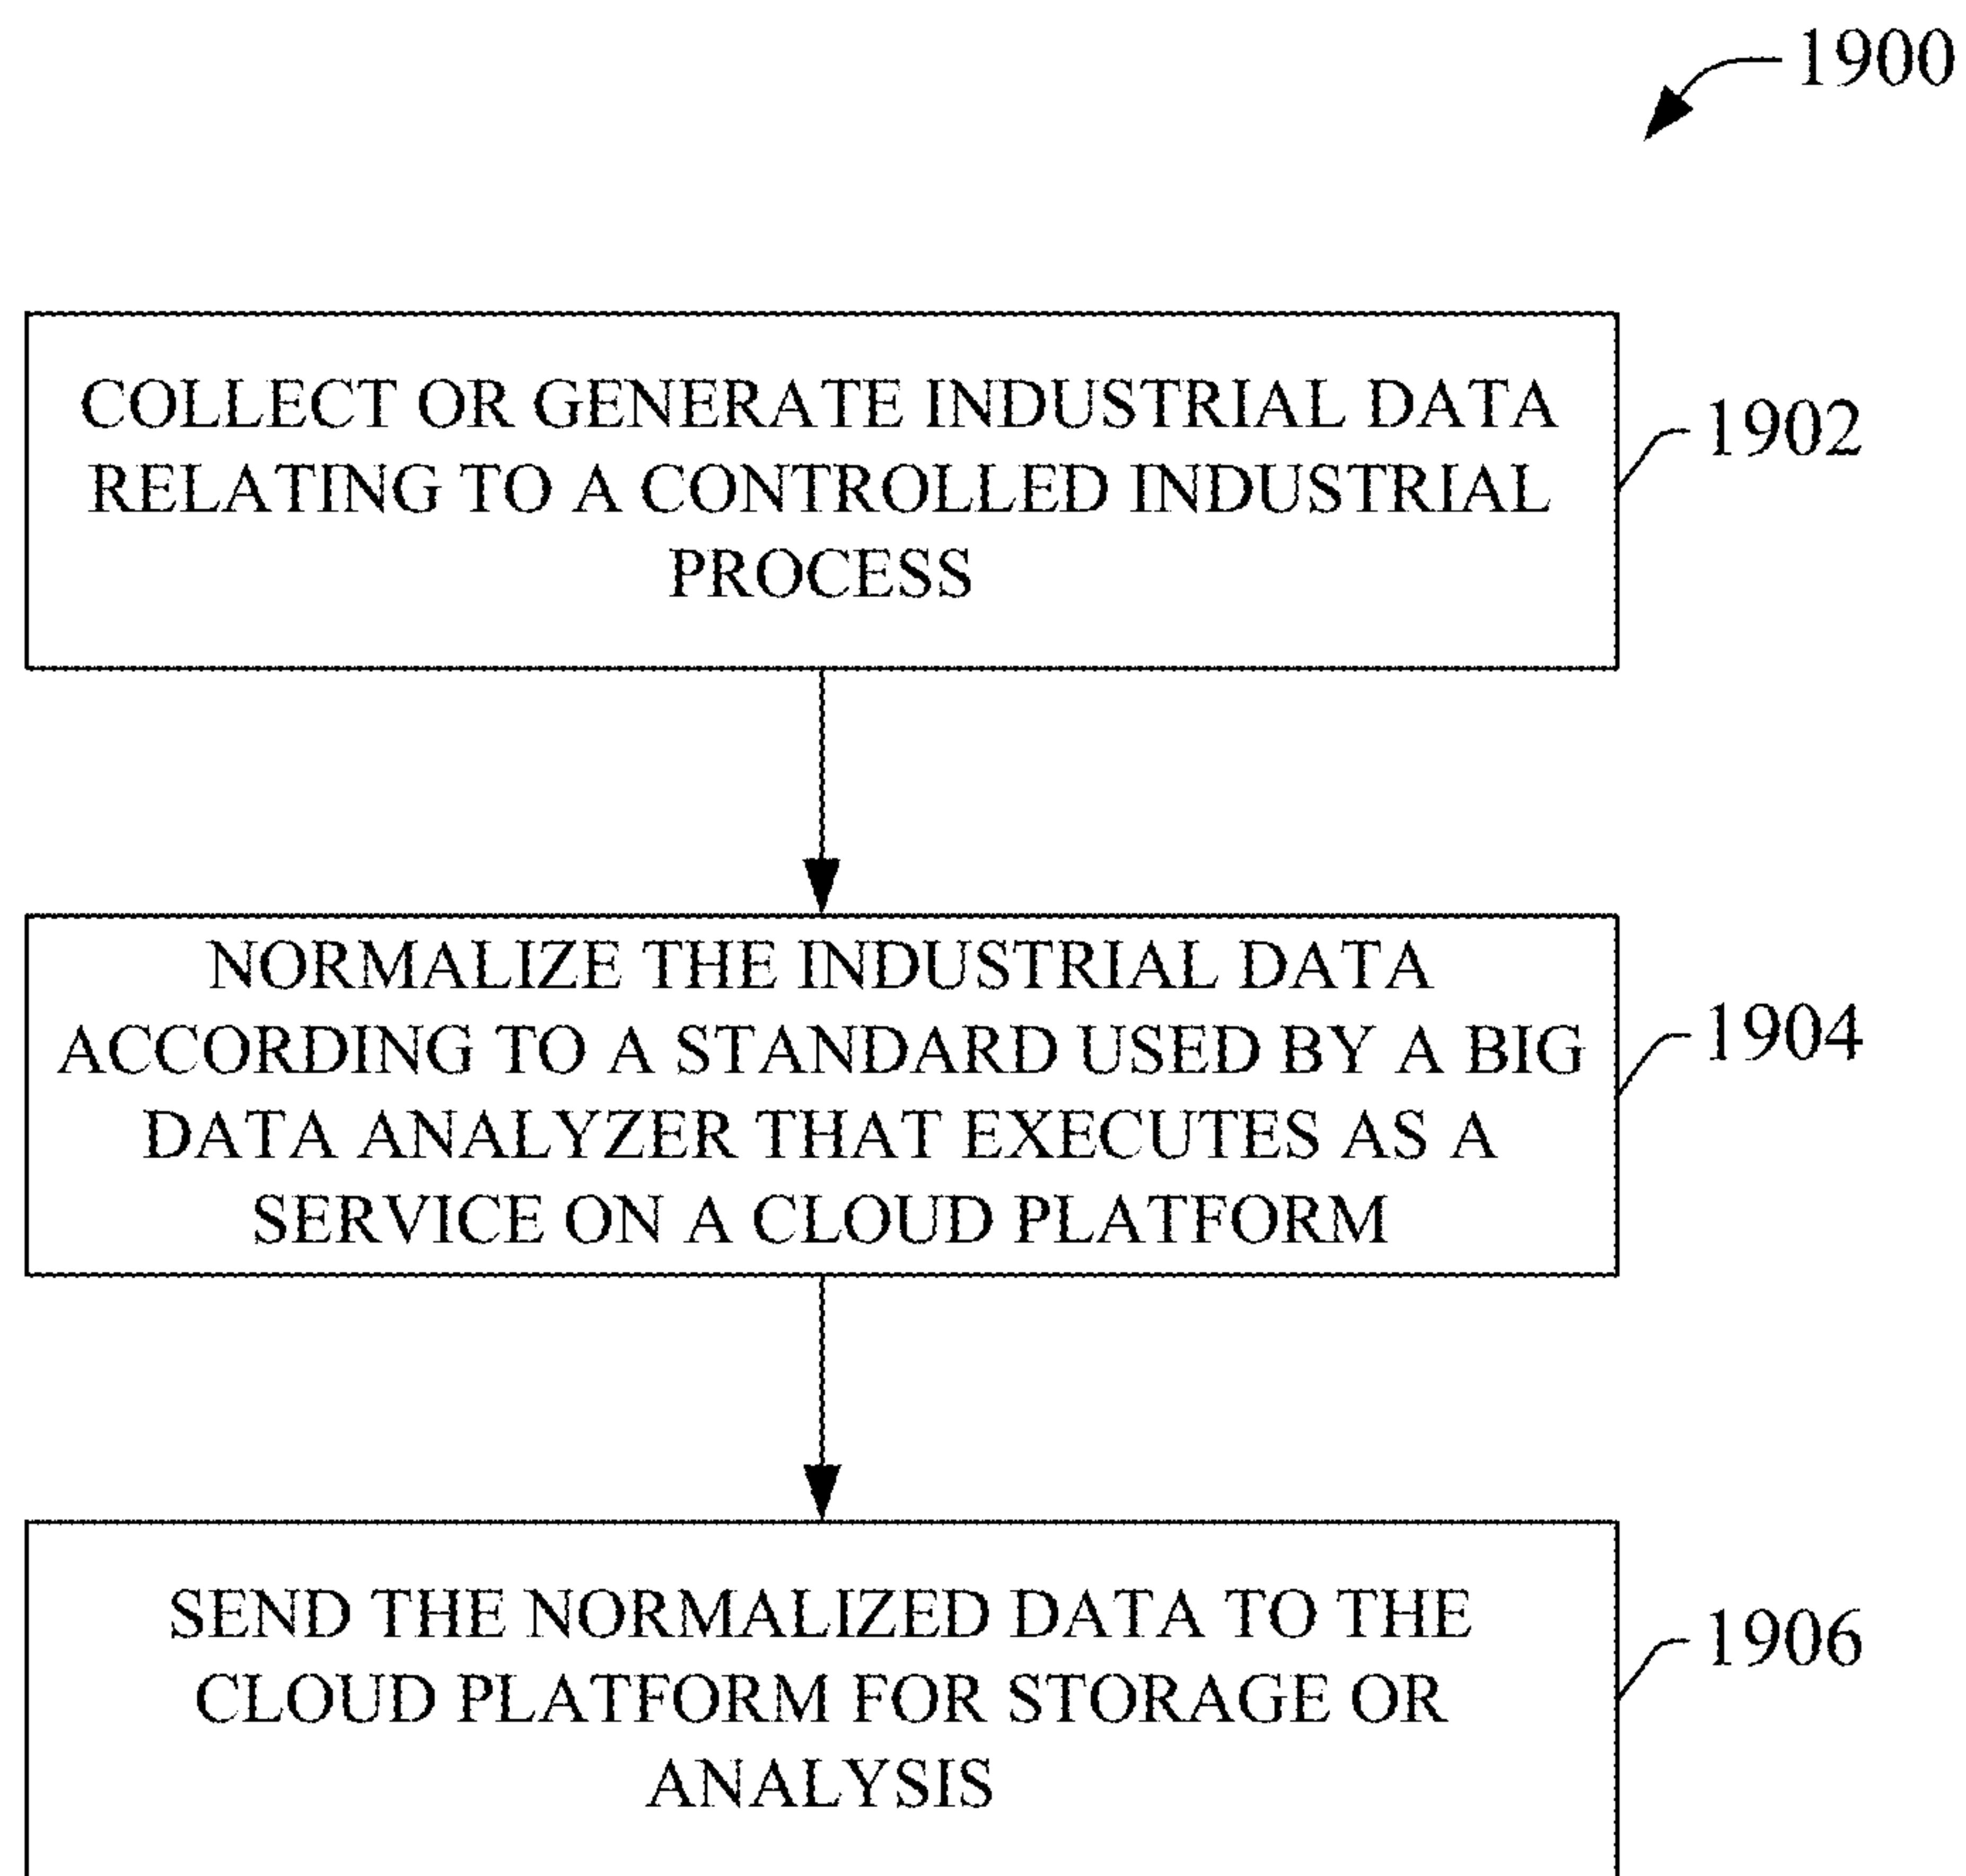 1900
COLLECT OR GENERATE INDUSTRIAL DATA
RELATING TO A CONTROLLED INDUSTRIAL
PROCESS
1902
NORMALIZE THE INDUSTRIAL DATA
ACCORDING TO A STANDARD USED BY A BIG
DATA ANALYZER THAT EXECUTES AS A
SERVICE ON A CLOUD PLATFORM
1904
SEND THE NORMALIZED DATA TO THE
CLOUD PLATFORM FOR STORAGE OR
ANALYSIS
1906